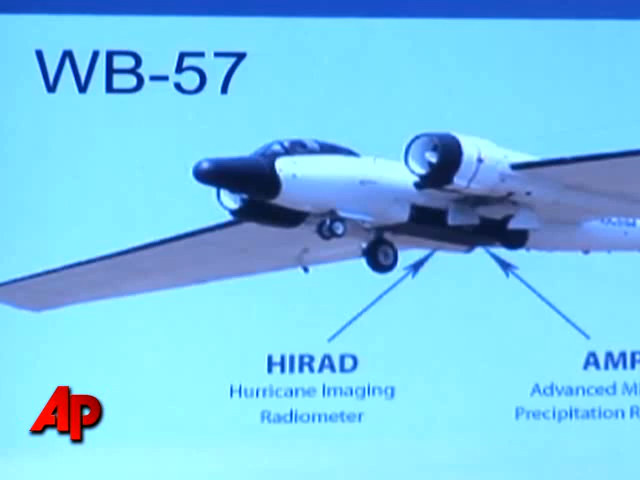 WB-57
HIRAD
Hurricane Imaging
Radiometer
AMP
Advanced Mi
Precipitation R
AP